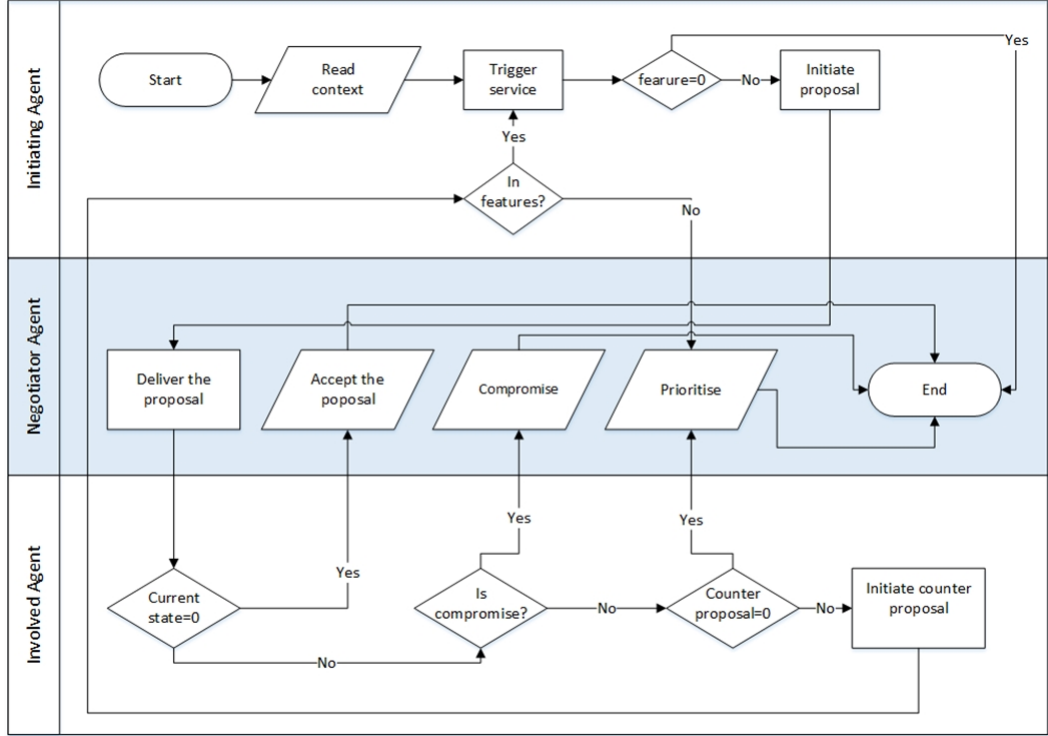 Initiating Agent
Start
Read
context
Trigger
service
fearure=0
No
Initiate
proposal
Yes
Yes
In
features?
No
Negotiator Agent
Deliver the
proposal
Accept the
poposal
Compromise
Prioritise
End
Involved Agent
Yes
Yes
Yes
Current
state=0
No
Is
compromise?
No
Counter
proposal=0
No
Initiate counter
proposal